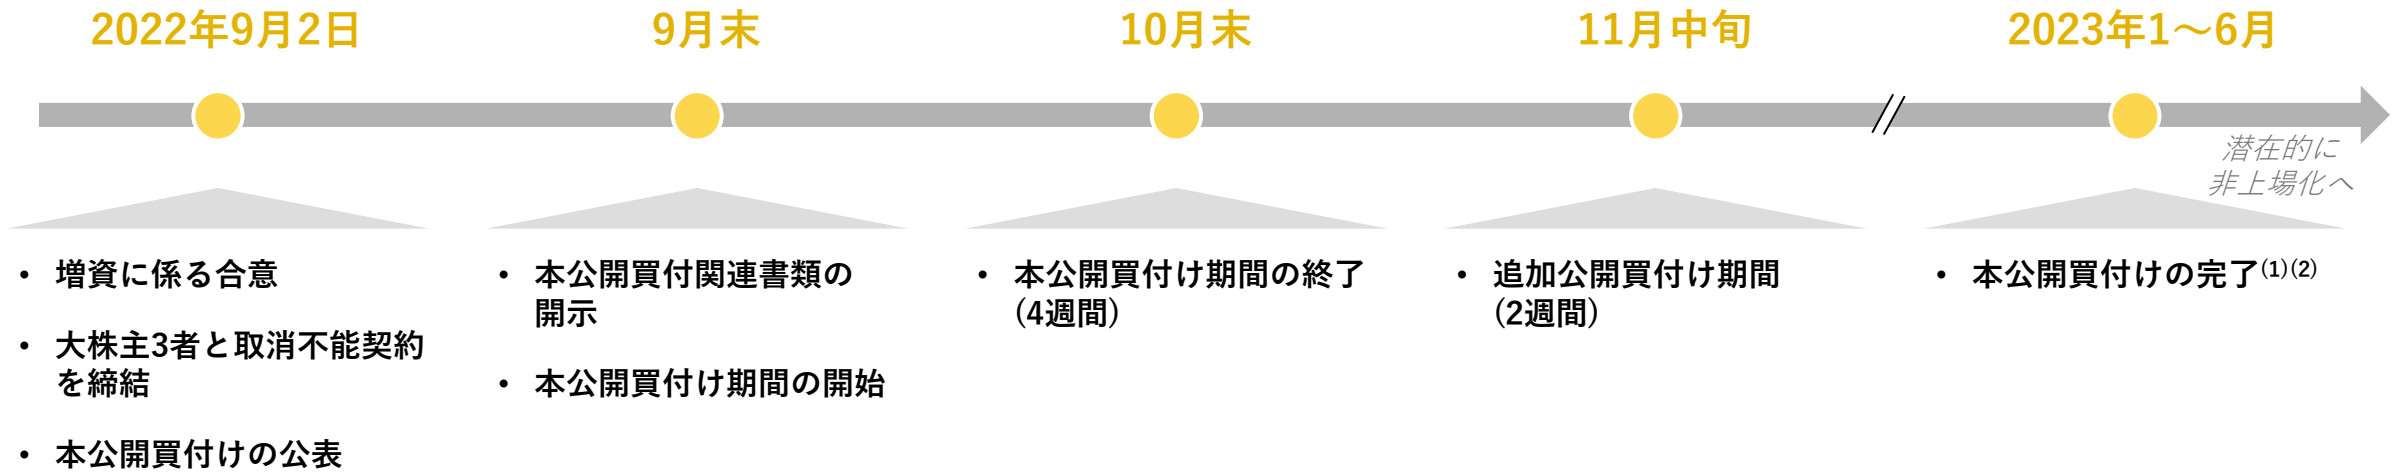 2022年9月2日
9月末
10月末
11月中旬
2023年1～6月
潜在的に
非上場化へ
• 増資に係る合意
• 大株主3者と取消不能契約
を締結
• 本公開買付けの公表
• 本公開買付関連書類の
開示
• 本公開買付け期間の開始
• 本公開買付け期間の終了
(4週間)
• 追加公開買付け期間
(2週間)
• 本公開買付けの完了(1)(2)